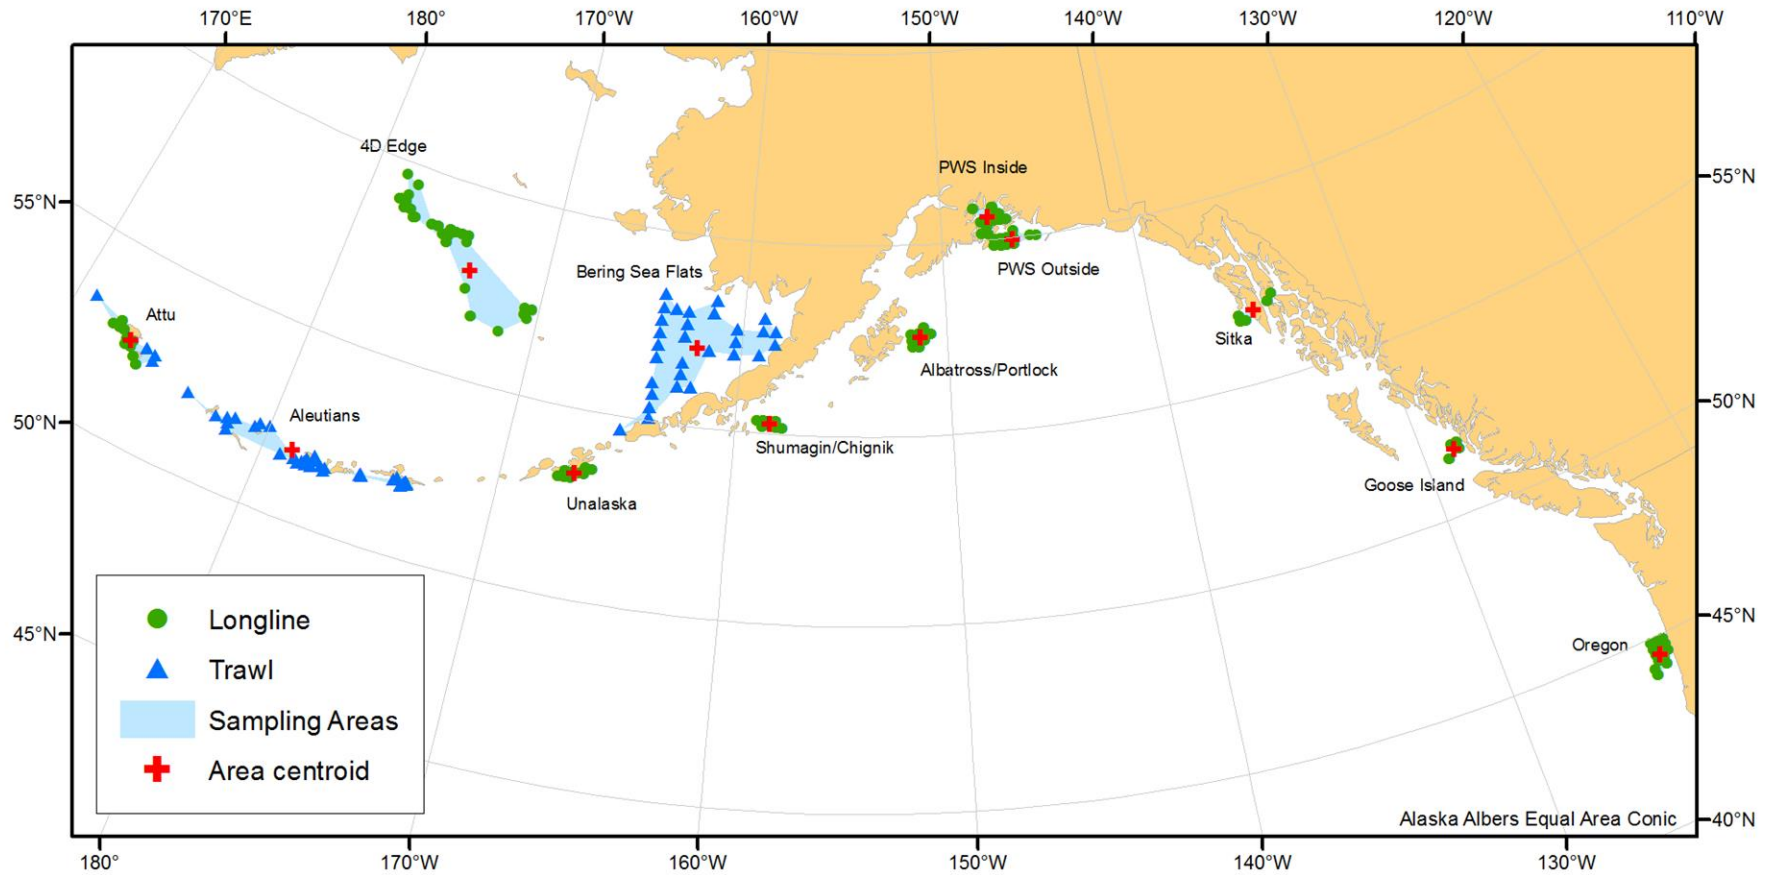 170°E 180° 170°W 160°W 150°W 140°W 130°W 120°W 110°W
4D Edge
PWS Inside
55°N
55°N
Bering Sea Flats
PWS Outside
Attu
Sitka
Albatross/Portlock
50°N
Aleutians
50°N
Shumagin/Chignik
Goose Island
Unalaska
45°N
45°N
Oregon
Longline
Trawl
Sampling Areas
Area centroid
Alaska Albers Equal Area Conic
40°N
180° 170°W 160°W 150°W 140°W 130°W